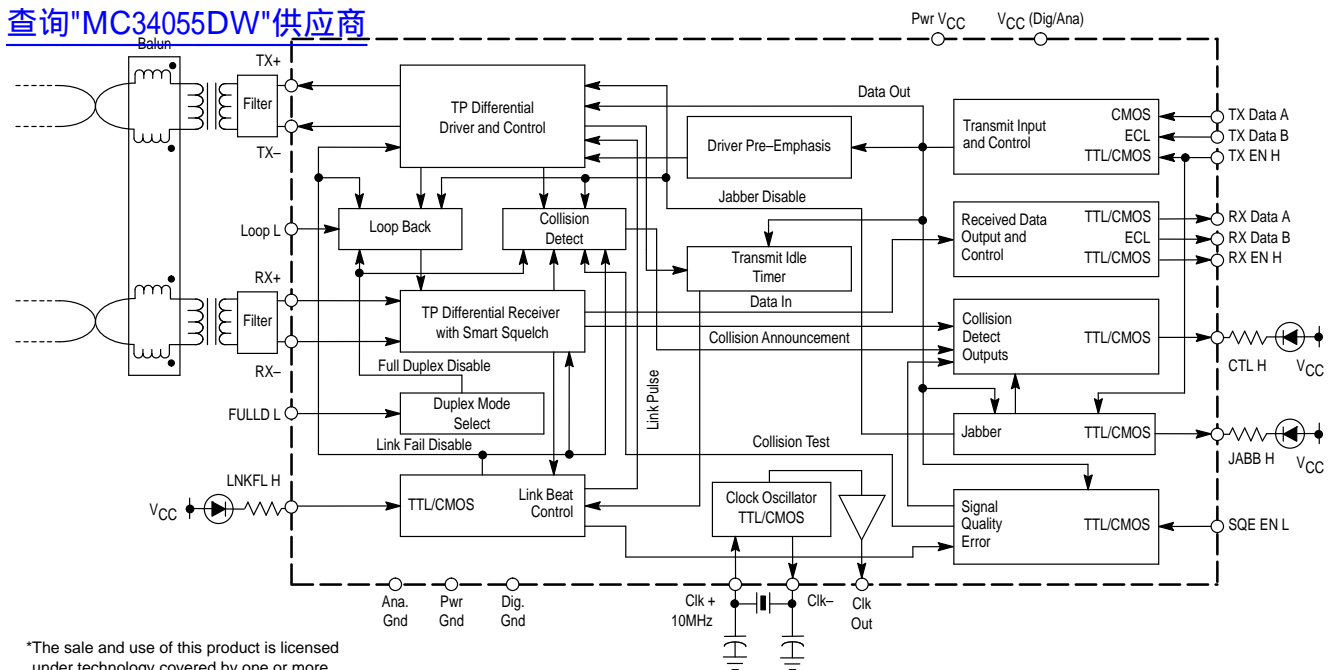 查询"MC34055DW"供应商
Balun
TX+
TX–
Filter
Pwr VCC
VCC (Dig/Ana)
TP Differential
Driver and Control
Driver Pre–Emphasis
Data Out
Transmit Input
and Control
CMOS
ECL
TTL/CMOS
TX Data A
TX Data B
TX EN H
Jabber Disable
Loop L
Loop Back
Collision
Detect
Transmit Idle
Timer
Received Data
Output and
Control
TTL/CMOS
ECL
TTL/CMOS
RX Data A
RX Data B
RX EN H
RX+
RX–
Filter
TP Differential Receiver
with Smart Squelch
Data In
Collision Announcement
Collision
Detect
Outputs
TTL/CMOS
CTL H
VCC
Full Duplex Disable
FULLD L
Duplex Mode
Select
Link Pulse
Jabber
TTL/CMOS
JABB H
VCC
Link Fail Disable
Collision Test
LNKFL H
VCC
TTL/CMOS
Link Beat
Control
Clock Oscillator
TTL/CMOS
Signal
Quality
Error
TTL/CMOS
SQE EN L
Ana.
Gnd
Pwr
Gnd
Dig.
Gnd
Clk +
10MHz
Clk–
Clk
Out
*The sale and use of this product is licensed
under technology covered by one or more